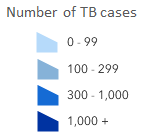 Number of TB cases
0 - 99
100 - 299
300 - 1,000
1,000 +